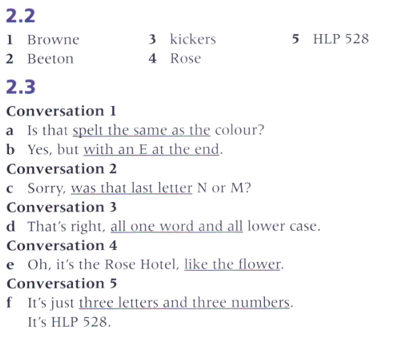 2.2
1 Browne 3 kickers 5 HLP 528
2 Beeton 4 Rose
2.3
Conversation 1
a Is that spelt the same as the colour?
b Yes, but with an E at the end.
Conversation 2
c Sorry, was that last letter N or M?
Conversation 3
d That's right, all one word and all lower case.
Conversation 4
e Oh, it's the Rose Hotel, like the flower.
Conversation 5
f It's just three letters and three numbers.
It's HLP 528.